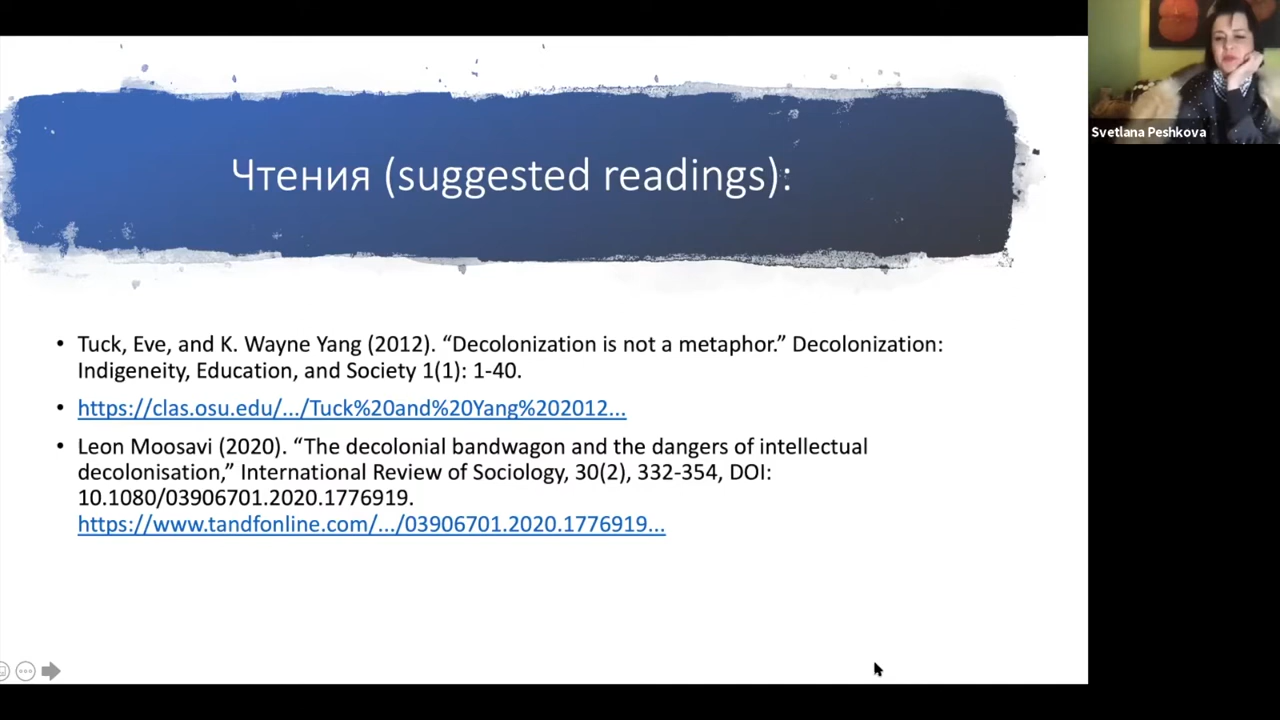 Чтения (suggested readings):
• Tuck, Eve, and K. Wayne Yang (2012). “Decolonization is not a metaphor.” Decolonization:
Indigeneity, Education, and Society 1(1): 1-40.
• https://clas.osu.edu/.../Tuck%20and%20Yang%202012...
• Leon Moosavi (2020). “The decolonial bandwagon and the dangers of intellectual
decolonisation,” International Review of Sociology, 30(2), 332-354, DOI:
10.1080/03906701.2020.1776919.
https://www.tandfonline.com/.../03906701.2020.1776919...
Svetlana Peshkova